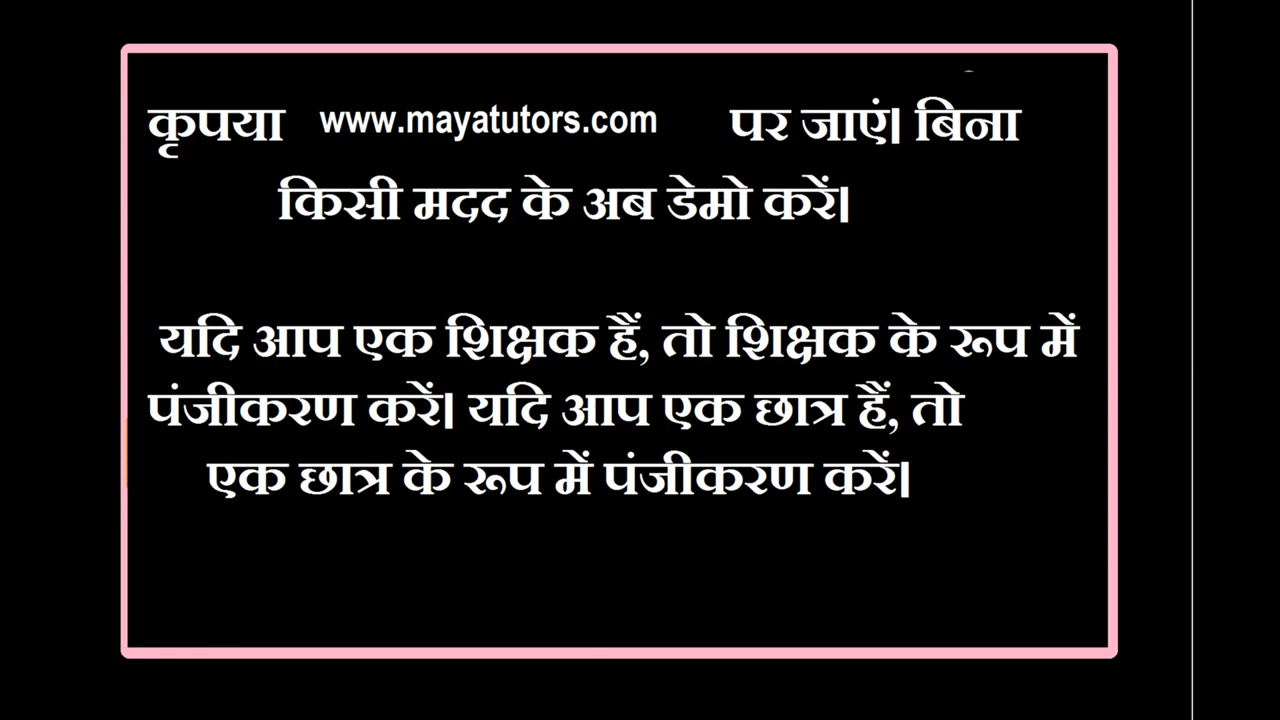 कृपया www.mayatutors.com पर जाएं। बिना
किसी मदद के अब डेमो करें।
यदि आप एक शिक्षक हैं, तो शिक्षक के रूप में
पंजीकरण करें। यदि आप एक छात्र हैं, तो
एक छात्र के रूप में पंजीकरण करें।